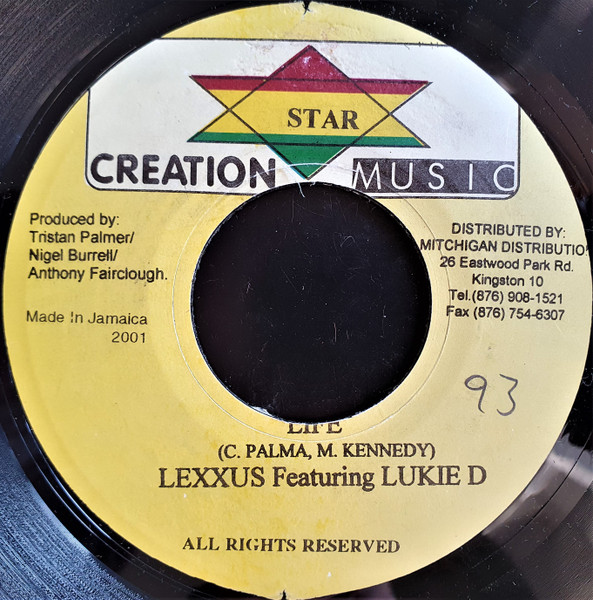 STAR
CREATION MUSIC
Produced by:
Tristan Palmer/
Nigel Burrell/
Anthony Fairclough.
Made In Jamaica
2001
DISTRIBUTED BY:
MITCHIGAN DISTRIBUTIO
26 Eastwood Park Rd.
Kingston 10
Tel.(876) 908-1521
Fax (876) 754-6307
93
LIFE
(C. PALMA, M. KENNEDY)
LEXXUS Featuring LUKIE D
ALL RIGHTS RESERVED